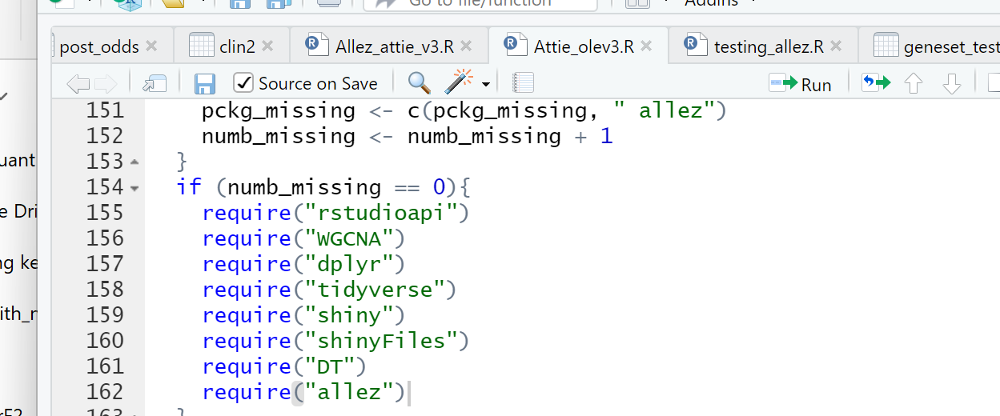 Go to file/function
Addins
post_odds
clin2
Allez_attie_v3.R
Attie_olev3.R
testing_allez.R
geneset_test
Source on Save
Run
151 pckg_missing <- c(pckg_missing, " allez")
152 numb_missing <- numb_missing + 1
153 }
154 if (numb_missing == 0){
155 require("rstudioapi")
156 require("WGCNA")
157 require("dplyr")
158 require("tidyverse")
159 require("shiny")
160 require("shinyFiles")
161 require("DT")
162 require("allez")
163 }
uant
e Dri
ng ke
ith_r